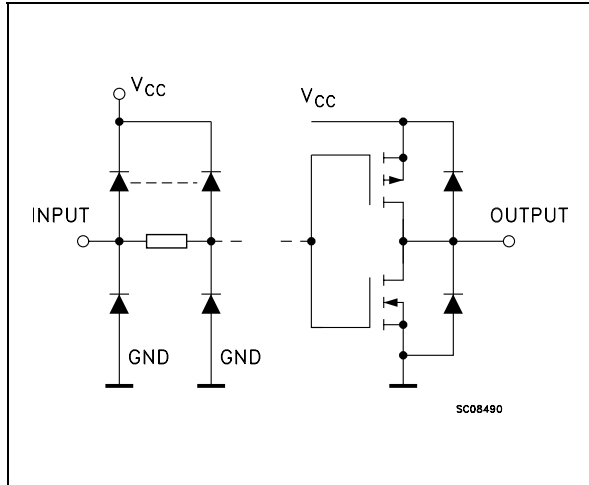 VCC
VCC
INPUT
OUTPUT
GND
GND
SC08490